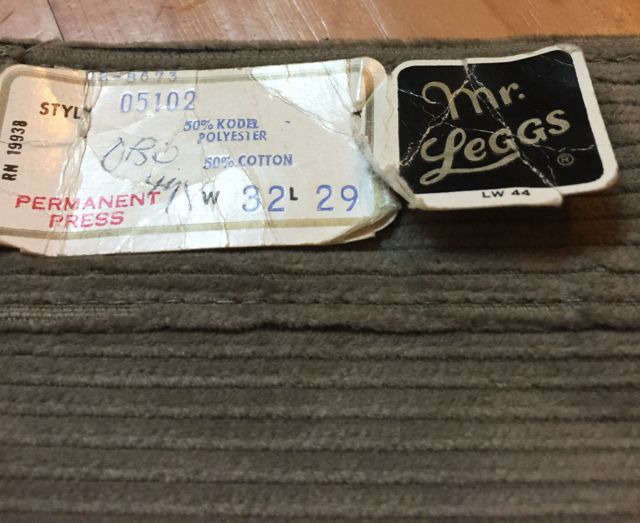 05102
STYL
RN 19938
50% KODEL
POLYESTER
50% COTTON
PERMANENT
PRESS
W 32 L 29
Mr.
LeGGS
®
LW 44